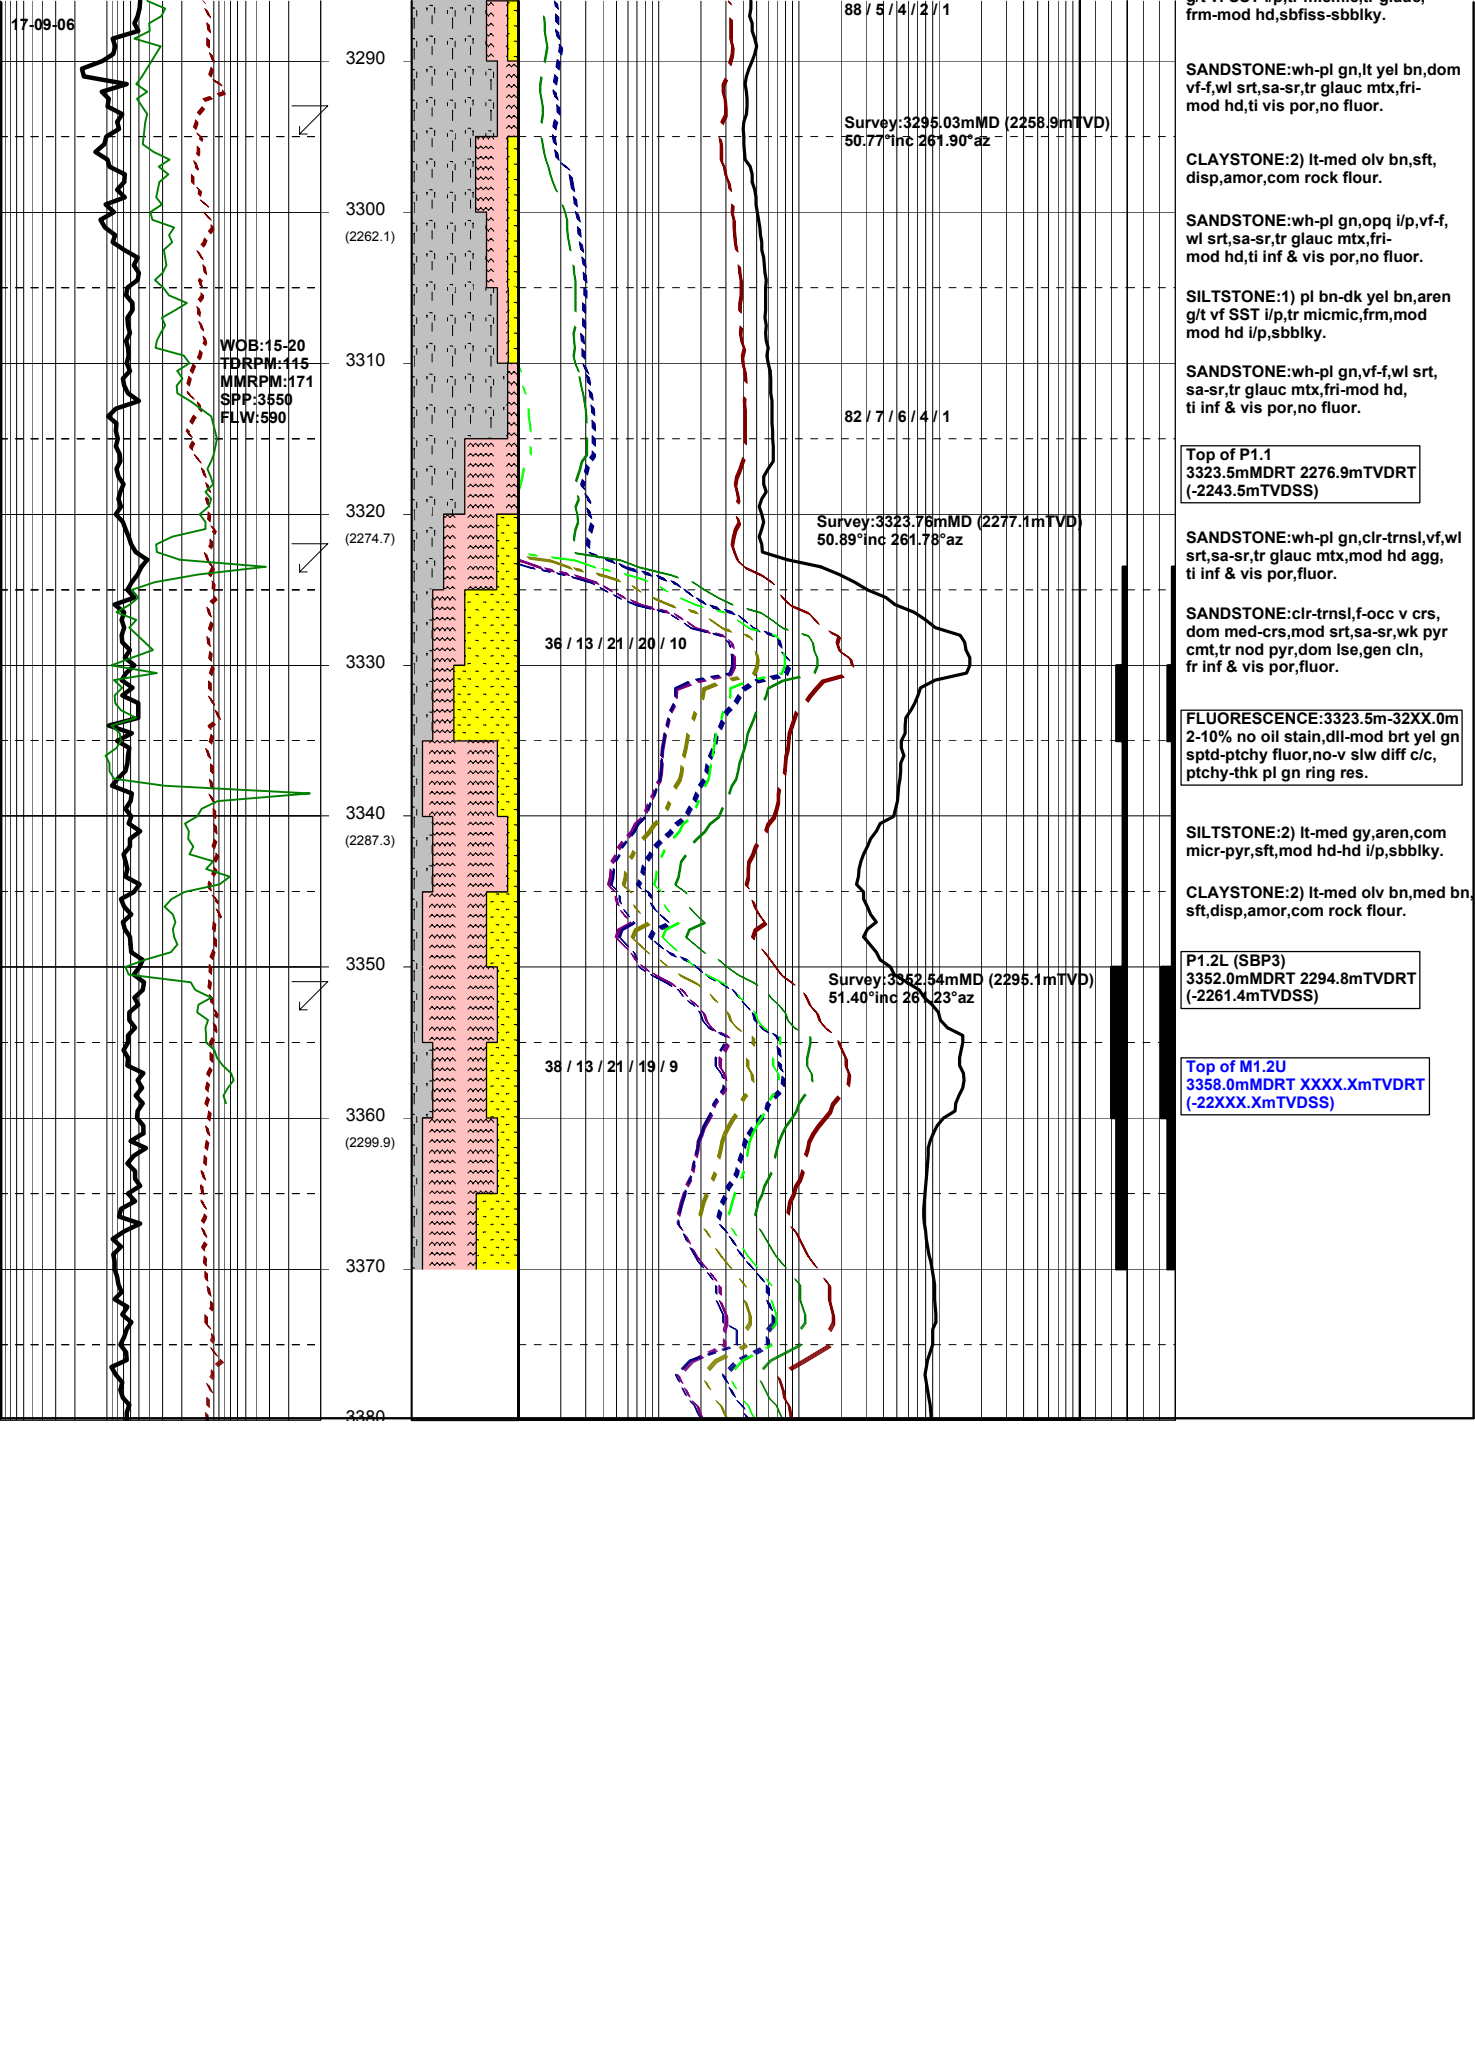 17-09-06
3290
3300
(2262.1)
3310
3320
(2274.7)
3330
3340
(2287.3)
3350
3360
(2299.9)
3370
3380
WOB:15-20
TDRPM:115
MMRPM:171
SPP:3550
FLW:590
88 / 5 / 4 / 2 / 1
Survey:3295.03mMD (2258.9mTVD)
50.77°inc 261.90°az
82 / 7 / 6 / 4 / 1
Survey:3323.76mMD (2277.1mTVD)
50.89°inc 261.78°az
36 / 13 / 21 / 20 / 10
Survey:3352.54mMD (2295.1mTVD)
51.40°inc 261.23°az
38 / 13 / 21 / 19 / 9
frm-mod hd,sbfiss-sbblky.
SANDSTONE:wh-pl gn,lt yel bn,dom
vf-f,wl srt,sa-sr,tr glauc mtx,fri-
mod hd,ti vis por,no fluor.
CLAYSTONE:2) lt-med olv bn,sft,
disp,amor,com rock flour.
SANDSTONE:wh-pl gn,opq i/p,vf-f,
wl srt,sa-sr,tr glauc mtx,fri-
mod hd,ti inf & vis por,no fluor.
SILTSTONE:1) pl bn-dk yel bn,aren
g/t vf SST i/p,tr micmic,frm,mod
mod hd i/p,sbblky.
SANDSTONE:wh-pl gn,vf-f,wl srt,
sa-sr,tr glauc mtx,fri-mod hd,
ti inf & vis por,no fluor.
Top of P1.1
3323.5mMDRT 2276.9mTVDRT
(-2243.5mTVDSS)
SANDSTONE:wh-pl gn,clr-trnsl,vf,wl
srt,sa-sr,tr glauc mtx,mod hd agg,
ti inf & vis por,fluor.
SANDSTONE:clr-trnsl,f-occ v crs,
dom med-crs,mod srt,sa-sr,wk pyr
cmt,tr nod pyr,dom lse,gen cln,
fr inf & vis por,fluor.
FLUORESCENCE:3323.5m-32XX.0m
2-10% no oil stain,dll-mod brt yel gn
sptd-ptchy fluor,no-v slw diff c/c,
ptchy-thk pl gn ring res.
SILTSTONE:2) lt-med gy,aren,com
micr-pyr,sft,mod hd-hd i/p,sbblky.
CLAYSTONE:2) lt-med olv bn,med bn,
sft,disp,amor,com rock flour.
P1.2L (SBP3)
3352.0mMDRT 2294.8mTVDRT
(-2261.4mTVDSS)
Top of M1.2U
3358.0mMDRT XXXX.XmTVDRT
(-22XXX.XmTVDSS)